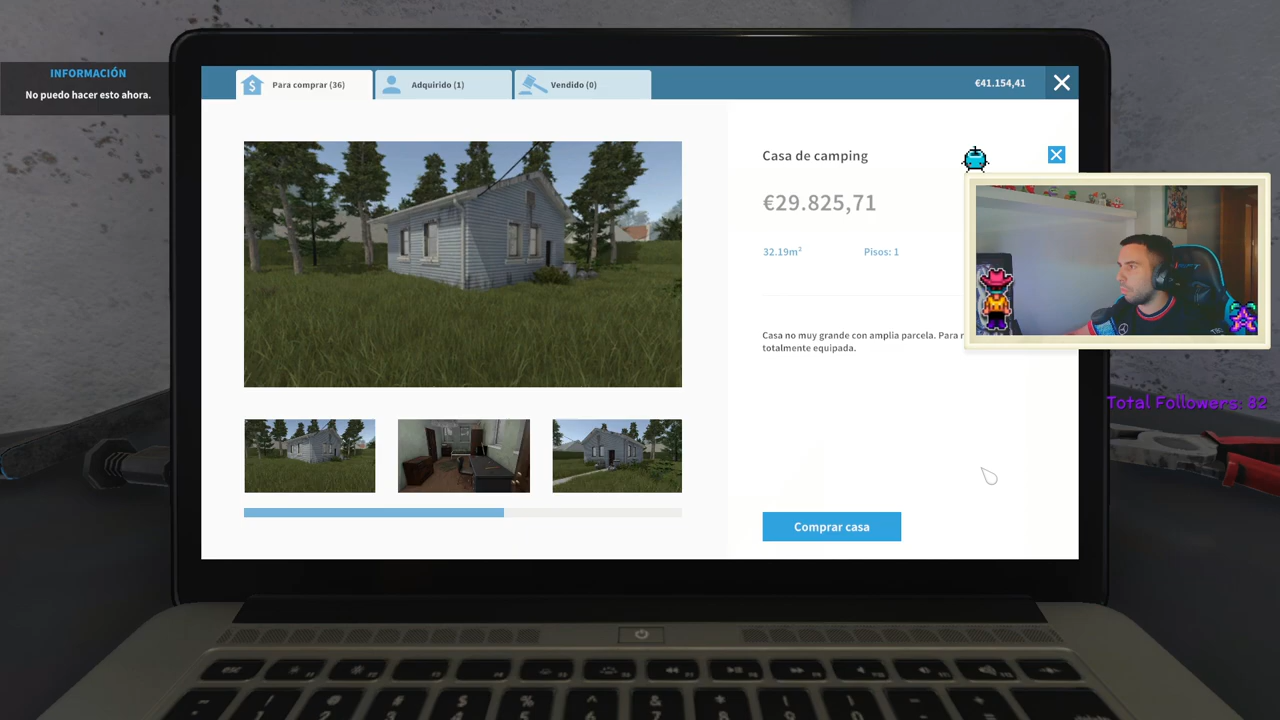 INFORMACIÓN
No puedo hacer esto ahora.
Para comprar (36)
Adquirido (1)
Vendido (0)
€41.154,41
Casa de camping
€29.825,71
32.19m²
Pisos: 1
Casa no muy grande con amplia parcela. Para
totalmente equipada.
Comprar casa
Total Followers: 82
esc